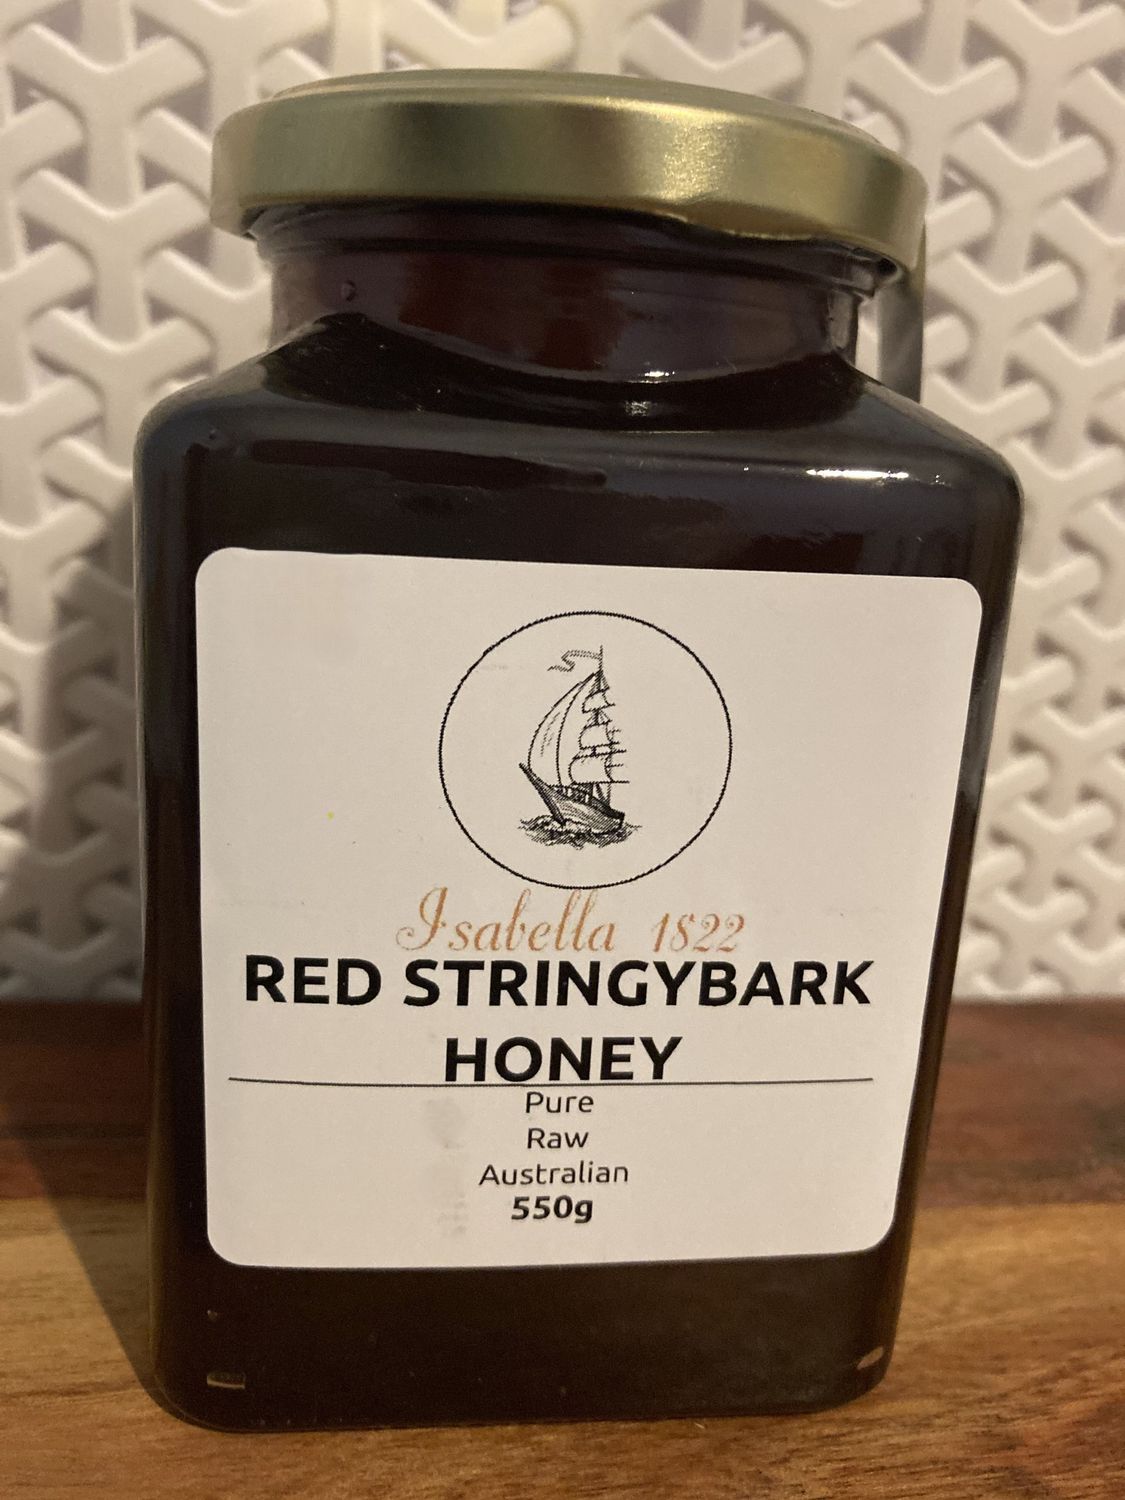 Isabella 1822
RED STRINGYBARK
HONEY
Pure
Raw
Australian
550g